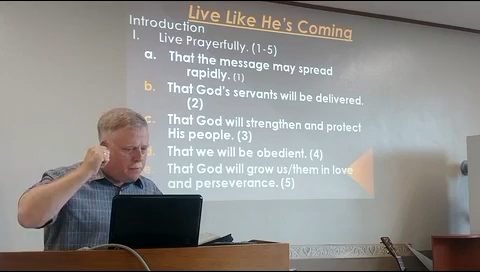 Live Like He's Coming
Introduction
I. Live Prayerfully. (1-5)
a. That the message may spread
rapidly. (1)
b. That God's servants will be delivered.
(2)
c. That God will strengthen and protect
His people. (3)
That we will be obedient. (4)
That God will grow us/them in love
and perseverance. (5)